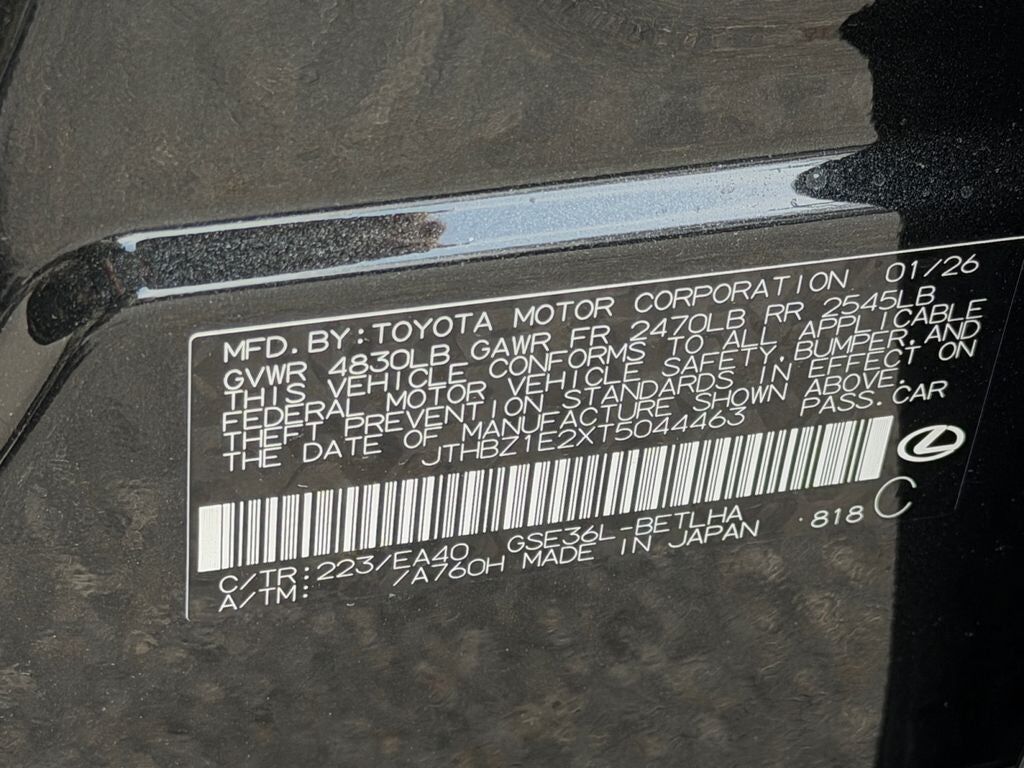 MFD. BY: TOYOTA MOTOR CORPORATION 01/26
GVWR 4830LB GAWR FR 2470LB RR 2545LB
THIS VEHICLE CONFORMS TO ALL APPLICABLE
FEDERAL MOTOR VEHICLE SAFETY, BUMPER, AND
THEFT PREVENTION STANDARDS IN EFFECT ON
THE DATE OF MANUFACTURE SHOWN ABOVE.
JTHBZ1E2XT5044463 PASS. CAR
C/TR: 223/EA40 GSE36L-BETLHA ·818 C
A/TM: /A760H MADE IN JAPAN